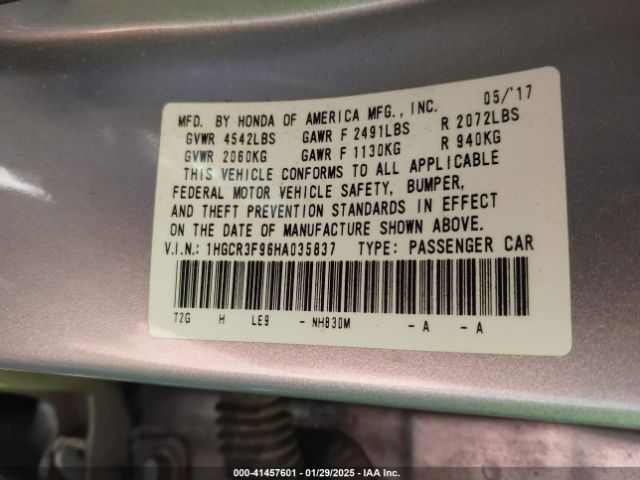 MFD. BY HONDA OF AMERICA MFG., INC. 05/'17
GVWR 4542LBS GAWR F 2491LBS R 2072LBS
GVWR 2060KG GAWR F 1130KG R 940KG
THIS VEHICLE CONFORMS TO ALL APPLICABLE
FEDERAL MOTOR VEHICLE SAFETY, BUMPER,
AND THEFT PREVENTION STANDARDS IN EFFECT
ON THE DATE OF MANUFACTURE SHOWN ABOVE.
V.I.N.: 1HGCR3F96HA035837 TYPE: PASSENGER CAR
T2G H LE9 - NH830M - A - A
000-41457601 | 01/29/2025 | IAA Inc.